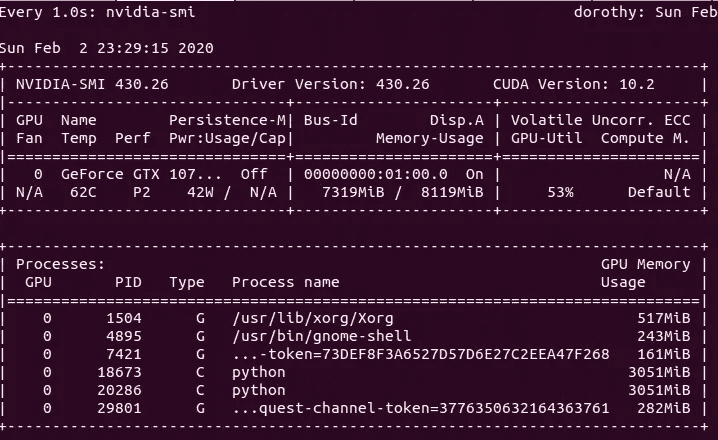 Every 1.0s: nvidia-smi dorothy: Sun Feb
Sun Feb  2 23:29:15 2020
+-----------------------------------------------------------------------------+
| NVIDIA-SMI 430.26       Driver Version: 430.26       CUDA Version: 10.2     |
|-------------------------------+----------------------+----------------------+
| GPU  Name        Persistence-M| Bus-Id        Disp.A | Volatile Uncorr. ECC |
| Fan  Temp  Perf  Pwr:Usage/Cap|         Memory-Usage | GPU-Util  Compute M. |
|===============================+======================+======================|
|   0  GeForce GTX 107...  Off  | 00000000:01:00.0  On |                  N/A |
| N/A   62C    P2    42W /  N/A |   7319MiB /  8119MiB |     53%      Default |
+-------------------------------+----------------------+----------------------+
+-----------------------------------------------------------------------------+
| Processes:                                                       GPU Memory |
|  GPU       PID   Type   Process name                             Usage      |
|=============================================================================|
|    0      1504      G   /usr/lib/xorg/Xorg                           517MiB |
|    0      4895      G   /usr/bin/gnome-shell                         243MiB |
|    0      7421      G   ...-token=73DEF8F3A6527D57D6E27C2EEA47F268   161MiB |
|    0     18673      C   python                                      3051MiB |
|    0     20286      C   python                                      3051MiB |
|    0     29801      G   ...quest-channel-token=3776350632164363761   282MiB |
+-----------------------------------------------------------------------------+